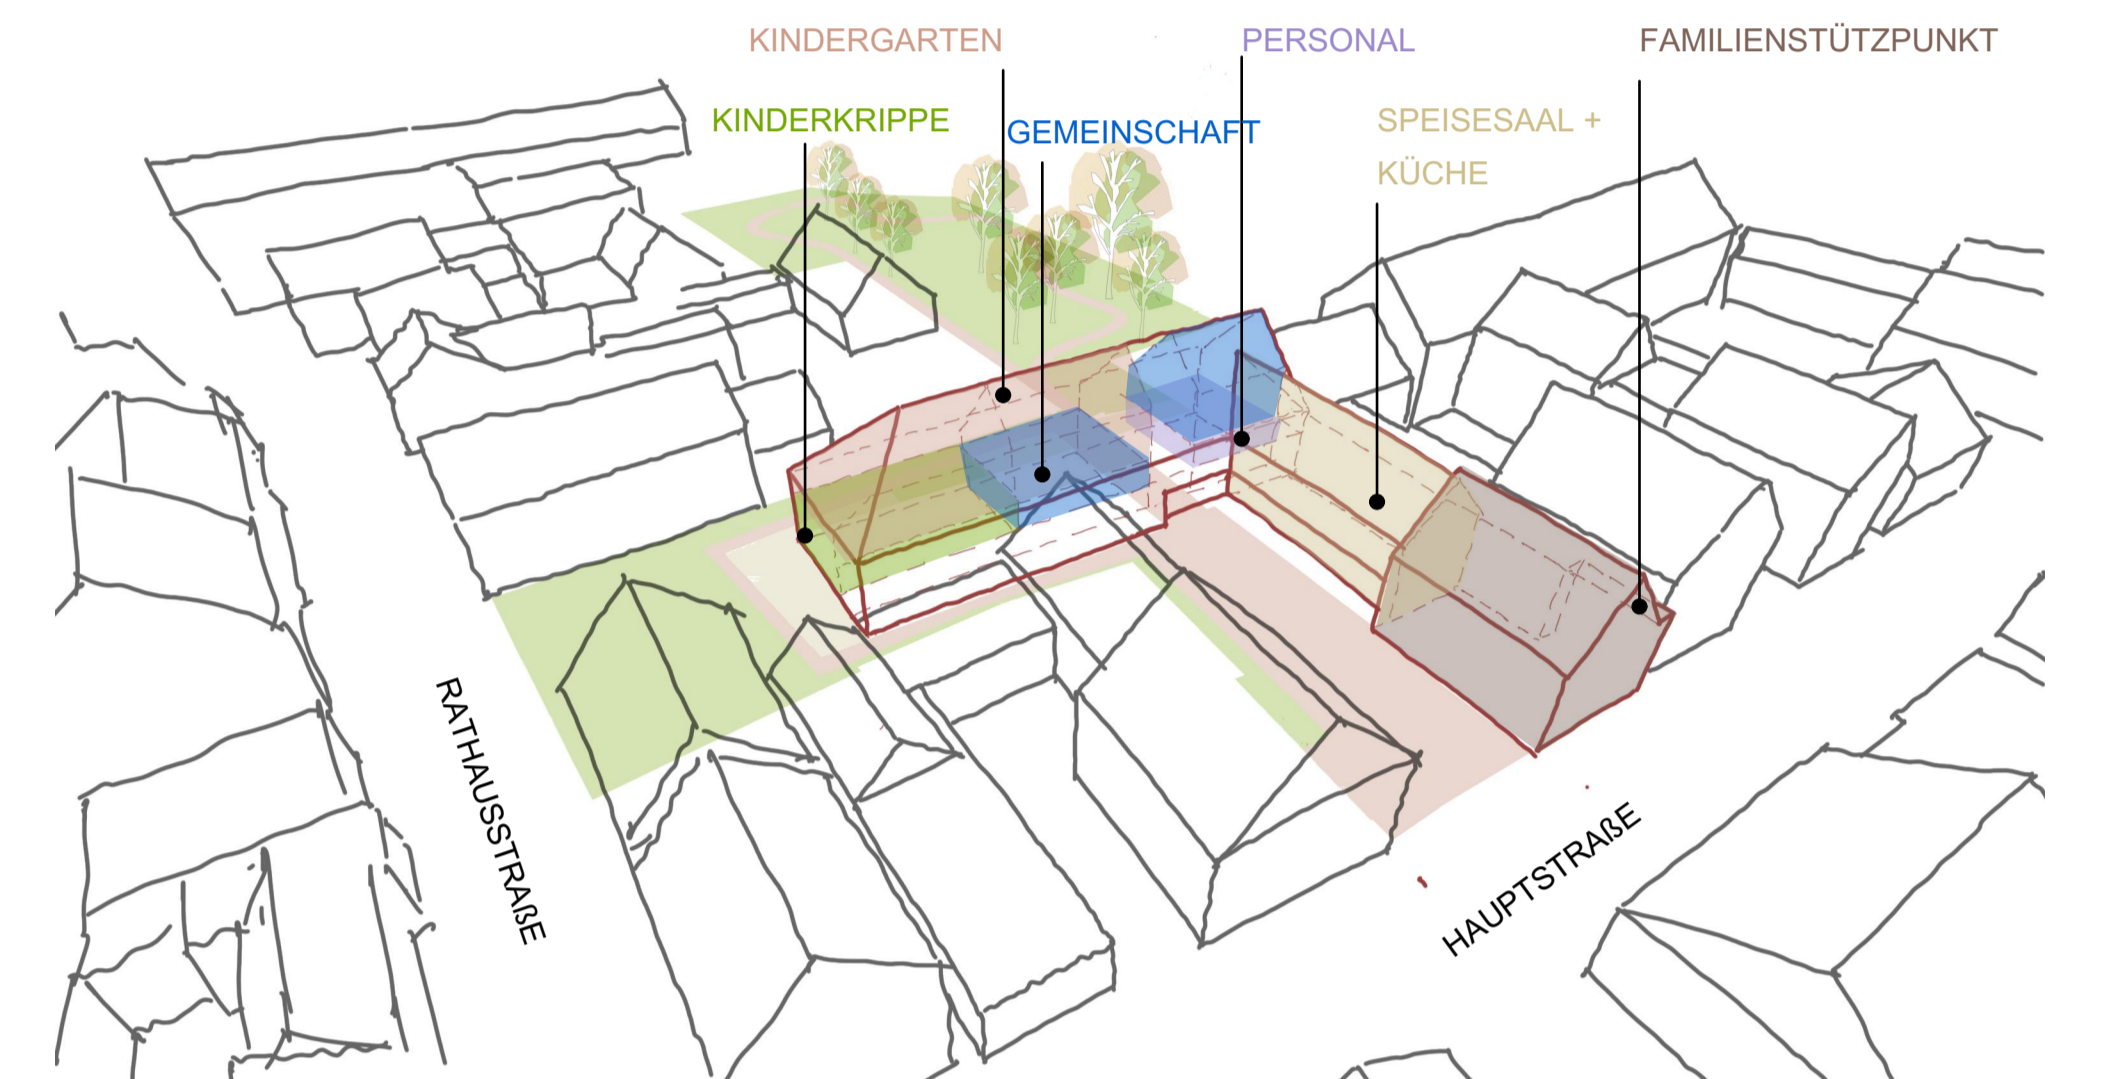 KINDERGARTEN
PERSONAL
FAMILIENSTÜTZPUNKT
KINDERKRIPPE
GEMEINSCHAFT
SPEISESAAL +
KÜCHE
RATHAUSSTRAßE
HAUPTSTRAßE